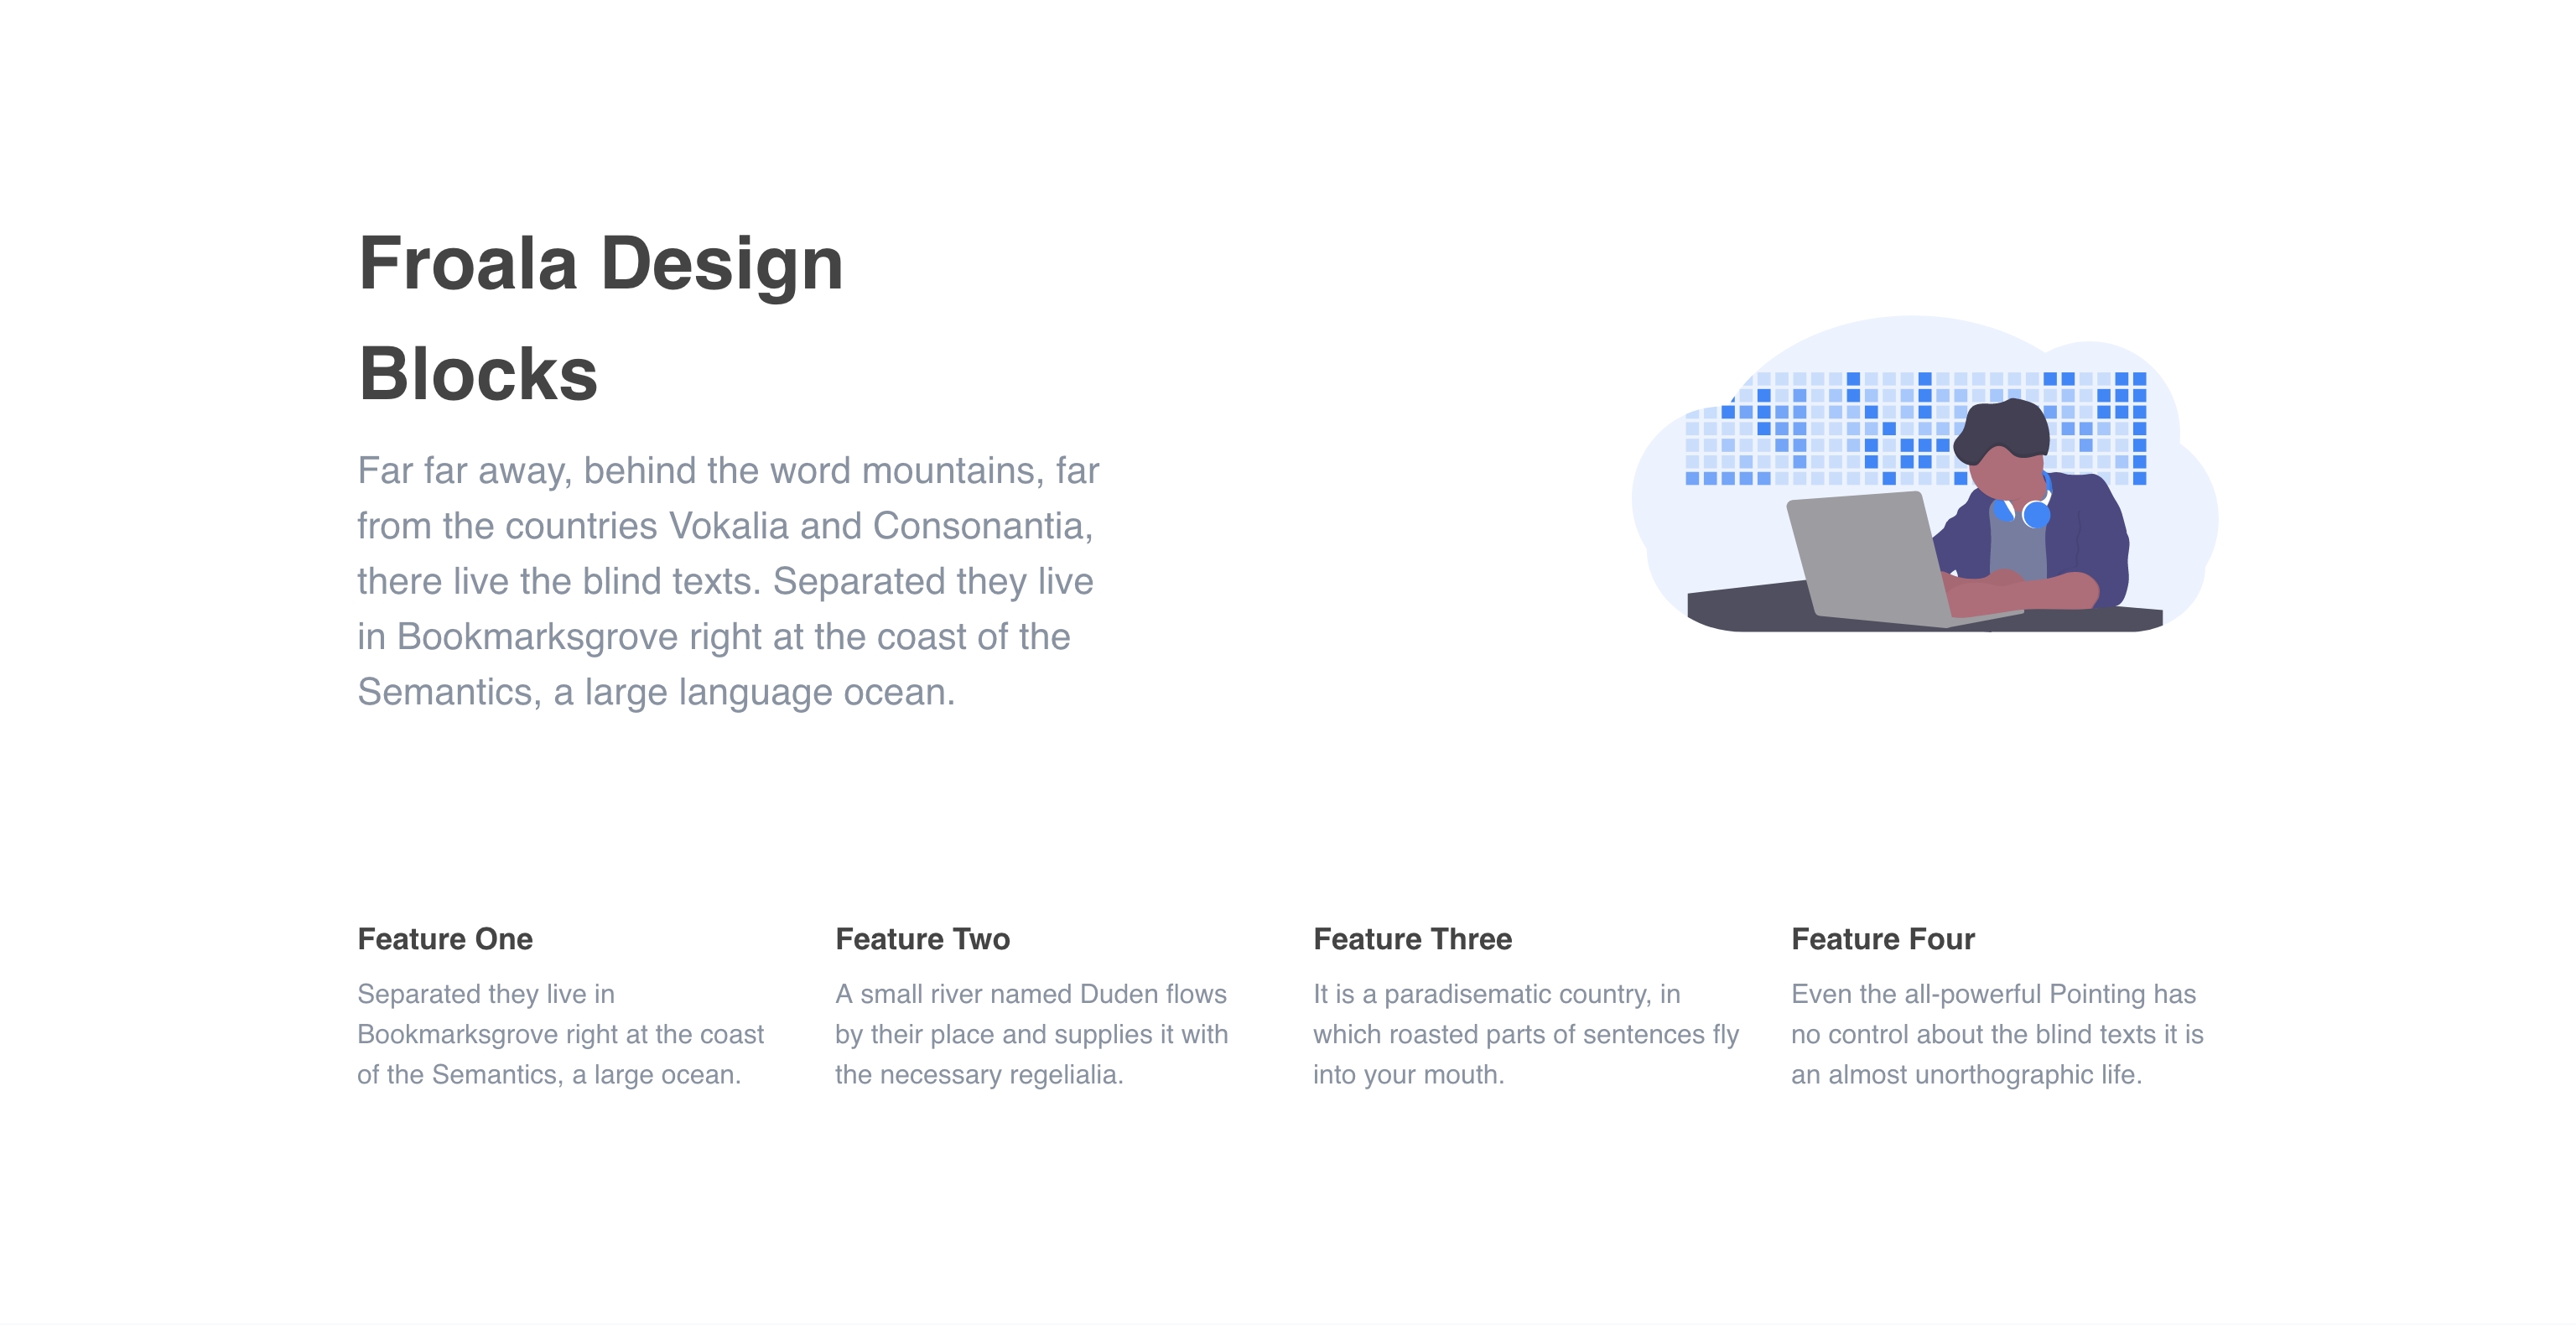 Froala Design
Blocks
Far far away, behind the word mountains, far
from the countries Vokalia and Consonantia,
there live the blind texts. Separated they live
in Bookmarksgrove right at the coast of the
Semantics, a large language ocean.
Feature One
Separated they live in
Bookmarksgrove right at the coast
of the Semantics, a large ocean.
Feature Two
A small river named Duden flows
by their place and supplies it with
the necessary regelialia.
Feature Three
It is a paradisematic country, in
which roasted parts of sentences fly
into your mouth.
Feature Four
Even the all-powerful Pointing has
no control about the blind texts it is
an almost unorthographic life.